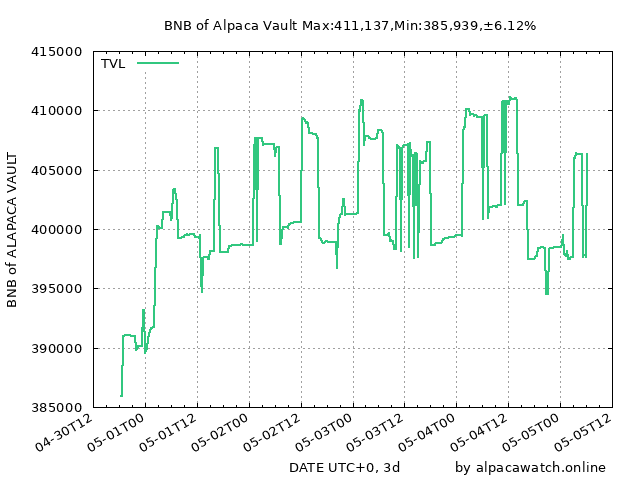 BNB of Alpaca Vault Max:411,137,Min:385,939,±6.12%
TVL
415000
410000
405000
400000
395000
390000
385000
BNB of ALAPACA VAULT
04-30T12
05-01T00
05-01T12
05-02T00
05-02T12
05-03T00
05-03T12
05-04T00
05-04T12
05-05T00
05-05T12
DATE UTC+0, 3d
by alpacawatch.online